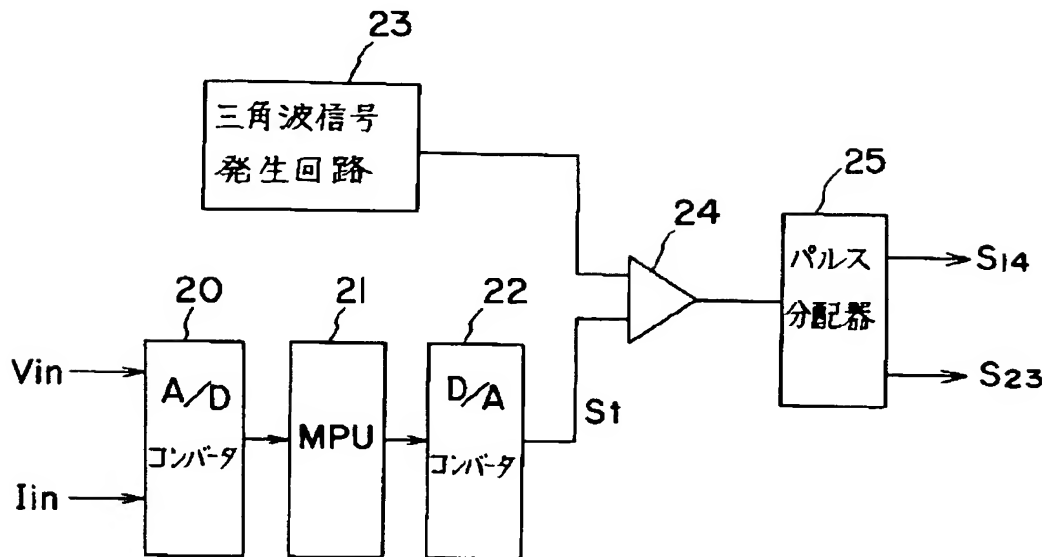 23
三角波信号
発生回路
24
25
パルス
分配器
S14
S23
20
21
22
Vin
Iin
A/D
コンバータ
MPU
D/A
コンバータ
St